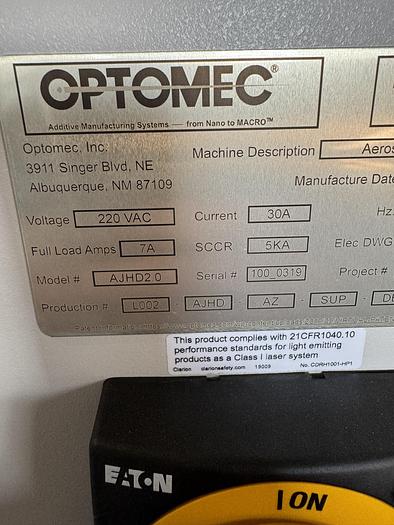 OPTOMEC®
Additive Manufacturing Systems — from Nano to MACRO™
Optomec, Inc.
3911 Singer Blvd, NE
Albuquerque, NM 87109
Machine Description Aeros
Manufacture Date
Voltage 220 VAC Current 30A Hz:
Full Load Amps 7A SCCR 5KA Elec DWG
Model # AJHD2 0 Serial # 100_0319 Project #
Production # L002 - AJHD - AZ - SUP - DE
This product complies with 21CFR1040.10
performance standards for light emitting
products as a Class I laser system
Clarion clarionsafety.com 19009 No. CDRH1001-HP1
EATON
I ON